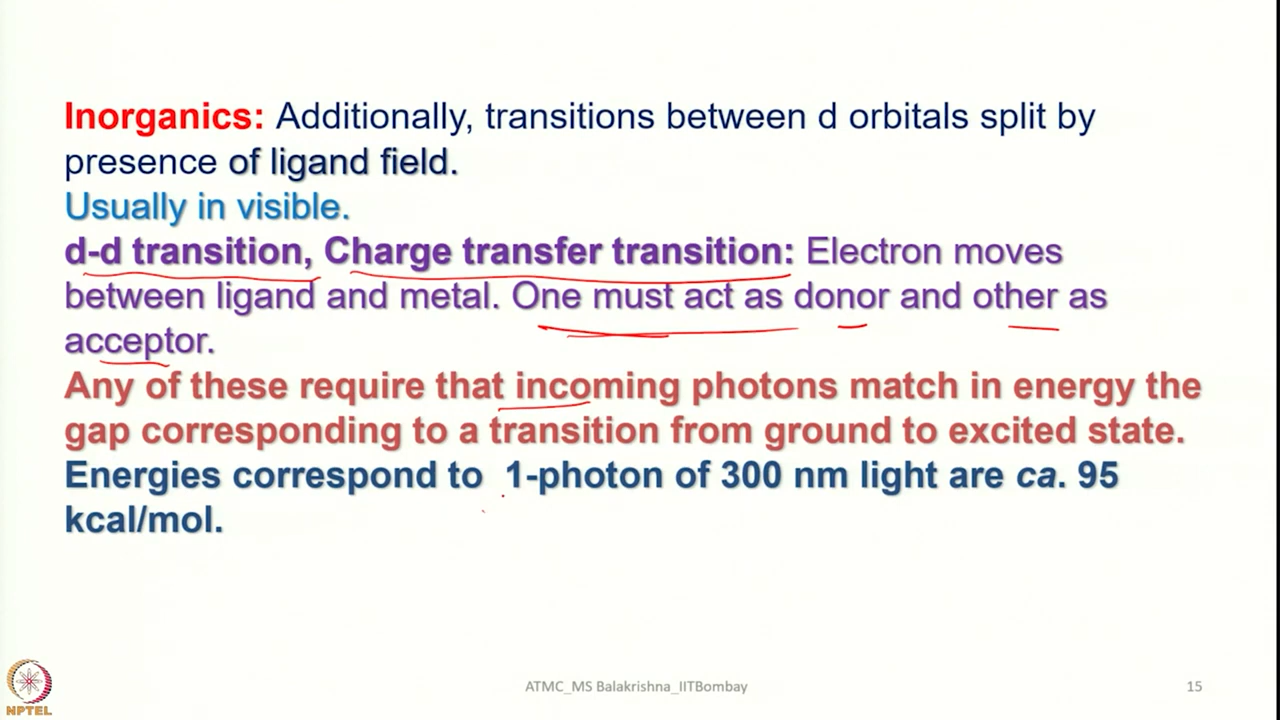 Inorganics: Additionally, transitions between d orbitals split by
presence of ligand field.
Usually in visible.
d-d transition, Charge transfer transition: Electron moves
between ligand and metal. One must act as donor and other as
acceptor.
Any of these require that incoming photons match in energy the
gap corresponding to a transition from ground to excited state.
Energies correspond to 1-photon of 300 nm light are ca. 95
kcal/mol.
NPTEL
ATMC_MS Balakrishna_IITBombay
15